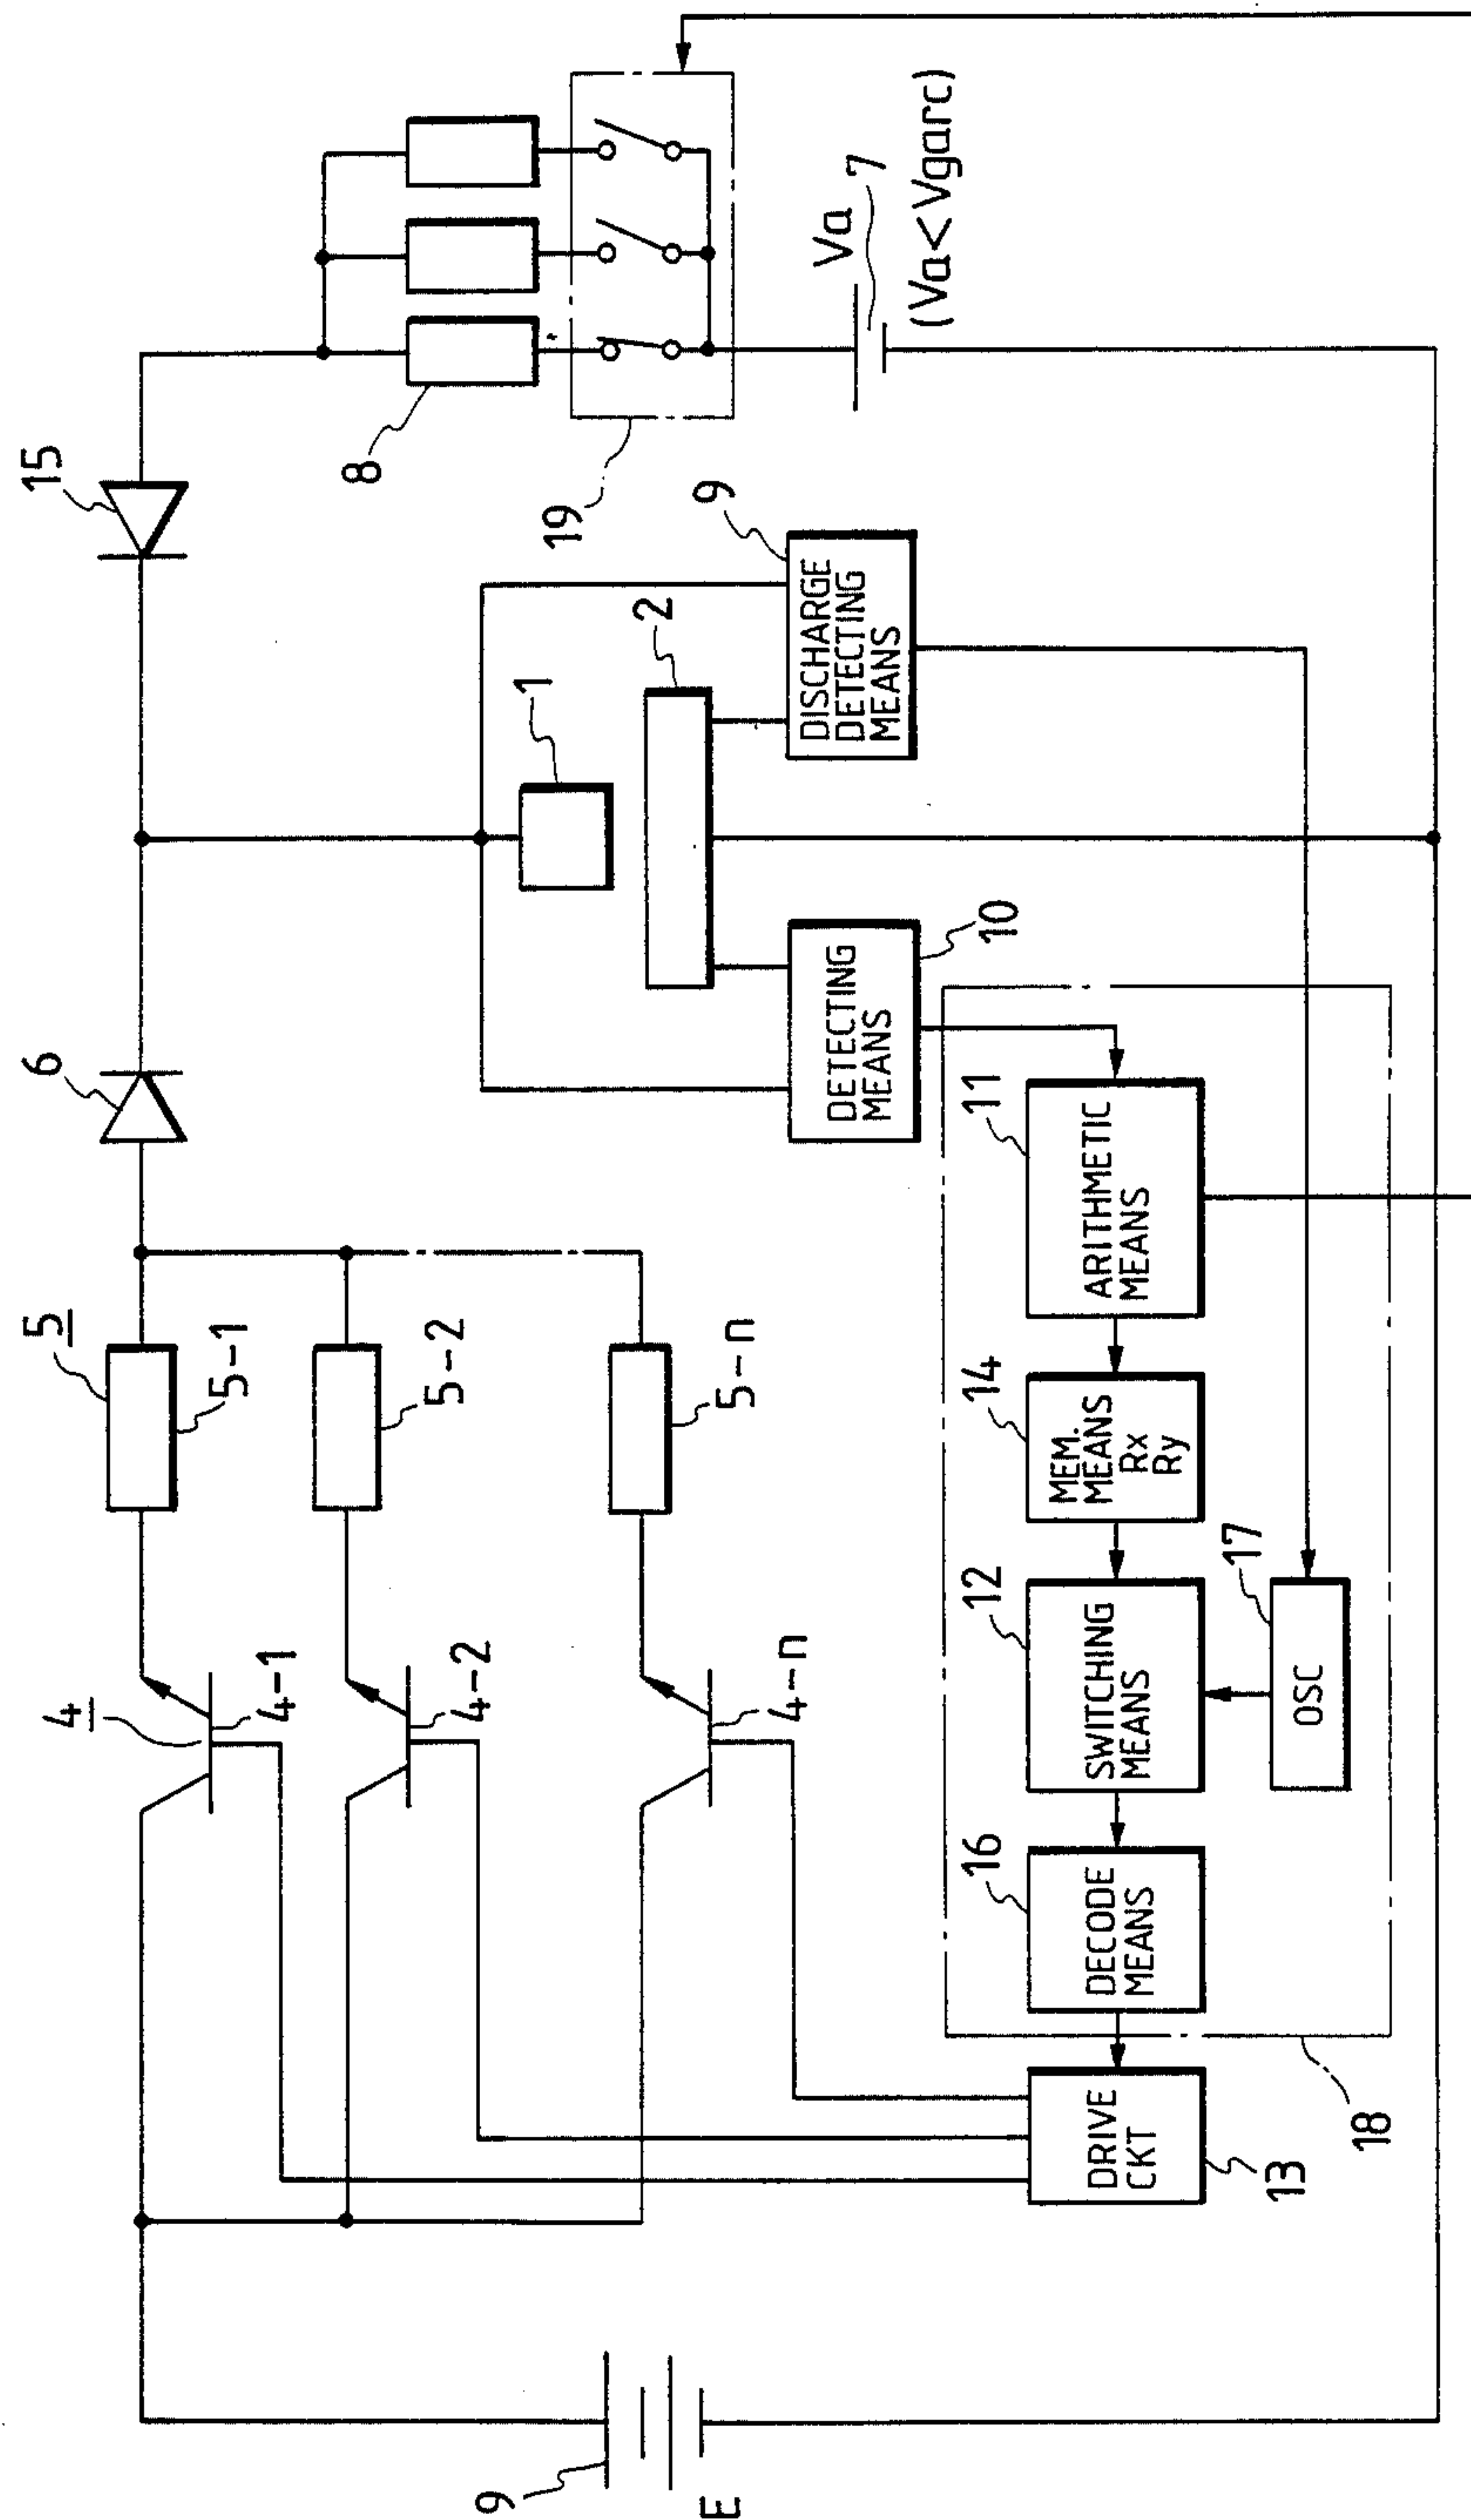 15
6
5
5-1
5-2
5-n
4
4-1
4-2
4-n
8
19
Va
7
(Va<Vgarc)
1
2
9
DISCHARGE
DETECTING
MEANS
10
DETECTING
MEANS
11
ARITHMETIC
MEANS
14
MEM.
MEANS
Rx
Ry
12
SWITCHING
MEANS
17
OSC
16
DECODE
MEANS
18
13
DRIVE
CKT
9
E